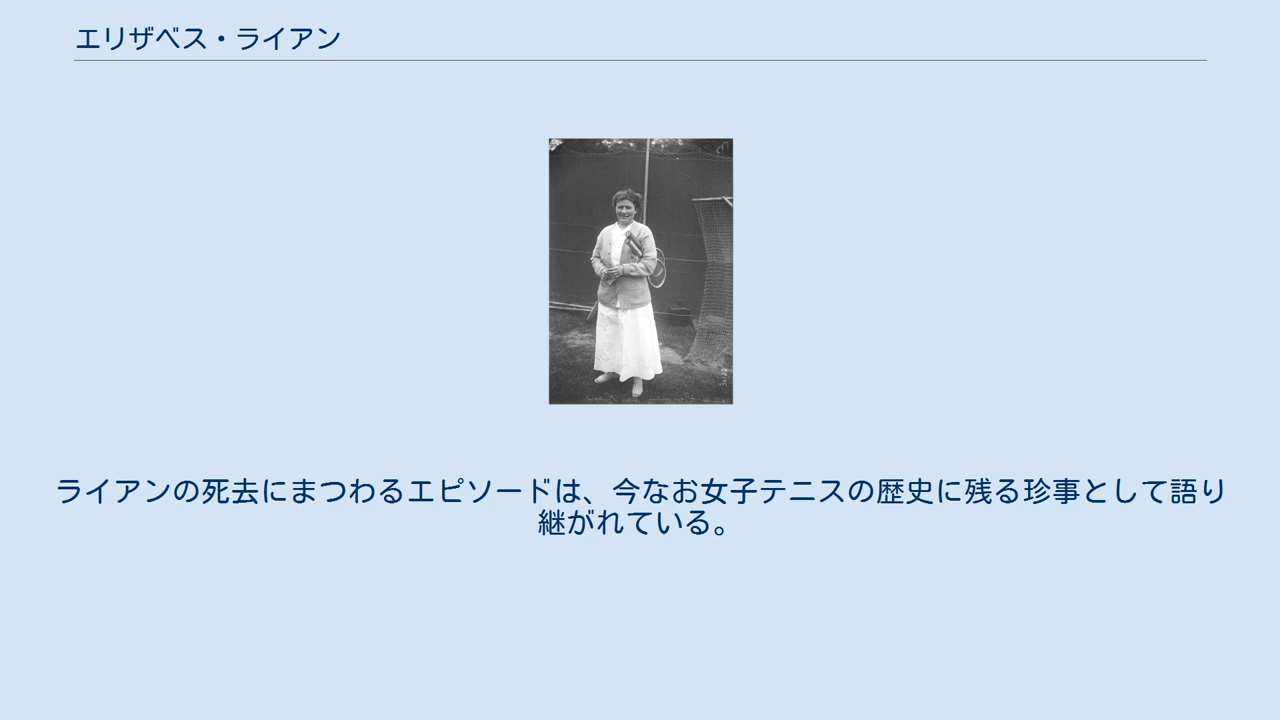 エリザベス・ライアン
ライアンの死去にまつわるエピソードは、今なお女子テニスの歴史に残る珍事として語り
継がれている。